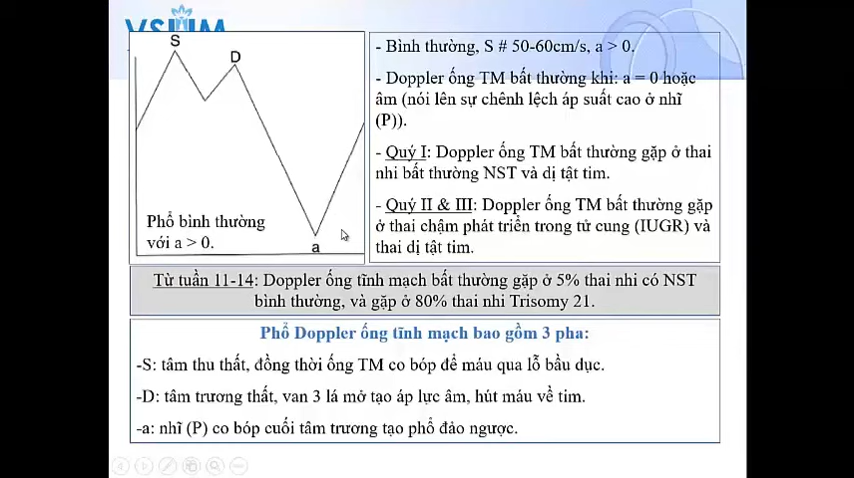 VSUUM
S
D
Phổ bình thường
với a > 0.
a
- Bình thường, S # 50-60cm/s, a > 0.
- Doppler ống TM bất thường khi: a = 0 hoặc
âm (nói lên sự chênh lệch áp suất cao ở nhĩ
(P)).
- Quý I: Doppler ống TM bất thường gặp ở thai
nhi bất thường NST và dị tật tim.
- Quý II & III: Doppler ống TM bất thường gặp
ở thai chậm phát triển trong tử cung (IUGR) và
thai dị tật tim.
Từ tuần 11-14: Doppler ống tĩnh mạch bất thường gặp ở 5% thai nhi có NST
bình thường, và gặp ở 80% thai nhi Trisomy 21.
Phổ Doppler ống tĩnh mạch bao gồm 3 pha:
-S: tâm thu thất, đồng thời ống TM co bóp để máu qua lỗ bầu dục.
-D: tâm trương thất, van 3 lá mở tạo áp lực âm, hút máu về tim.
-a: nhĩ (P) co bóp cuối tâm trương tạo phổ đảo ngược.